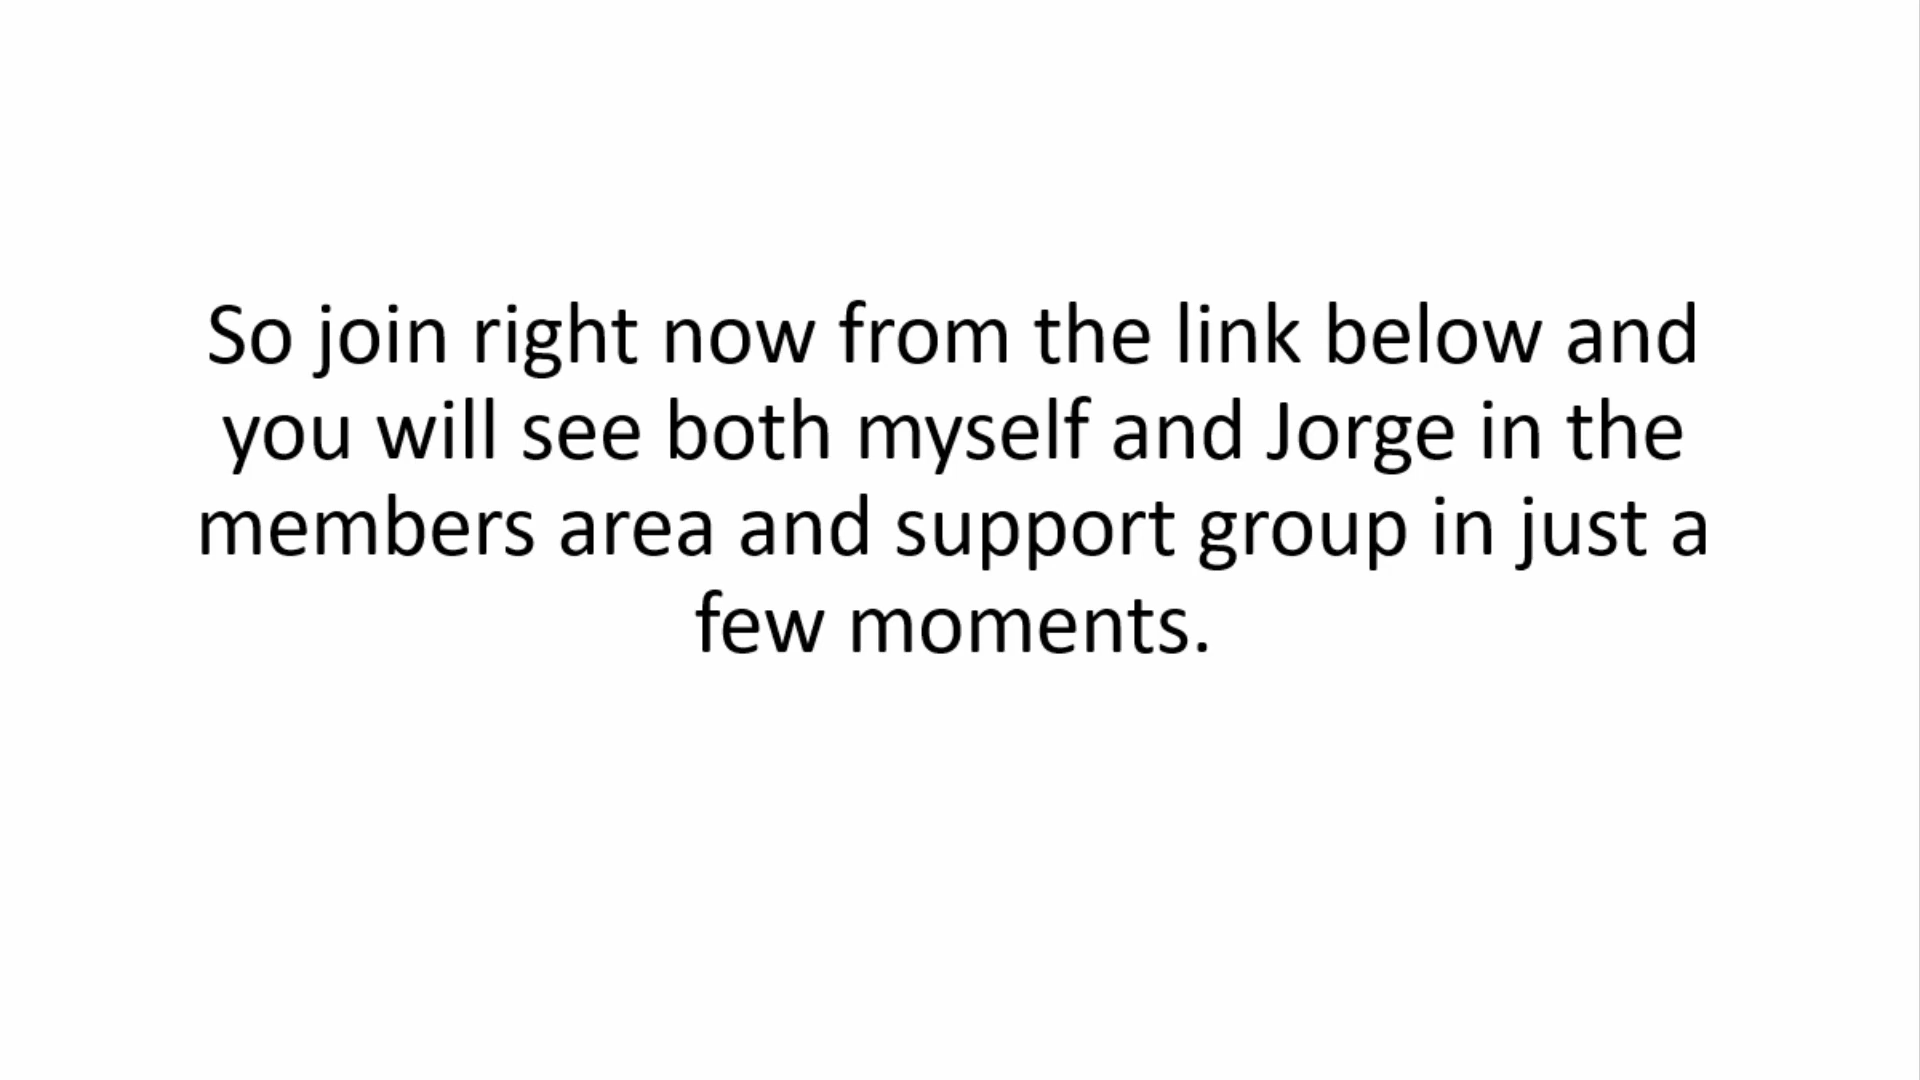 So join right now from the link below and
you will see both myself and Jorge in the
members area and support group in just a
few moments.